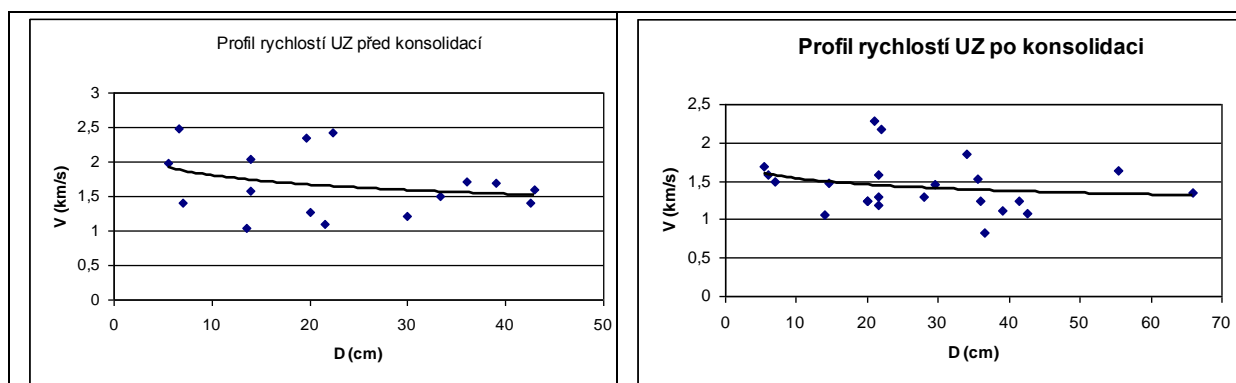 Profil rychlostí UZ před konsolidací
3
2,5
2
1,5
1
0,5
0
V (km/s)
0 10 20 30 40 50
D (cm)
Profil rychlostí UZ po konsolidaci
2,5
2
1,5
1
0,5
0
V (km/s)
0 10 20 30 40 50 60 70
D (cm)